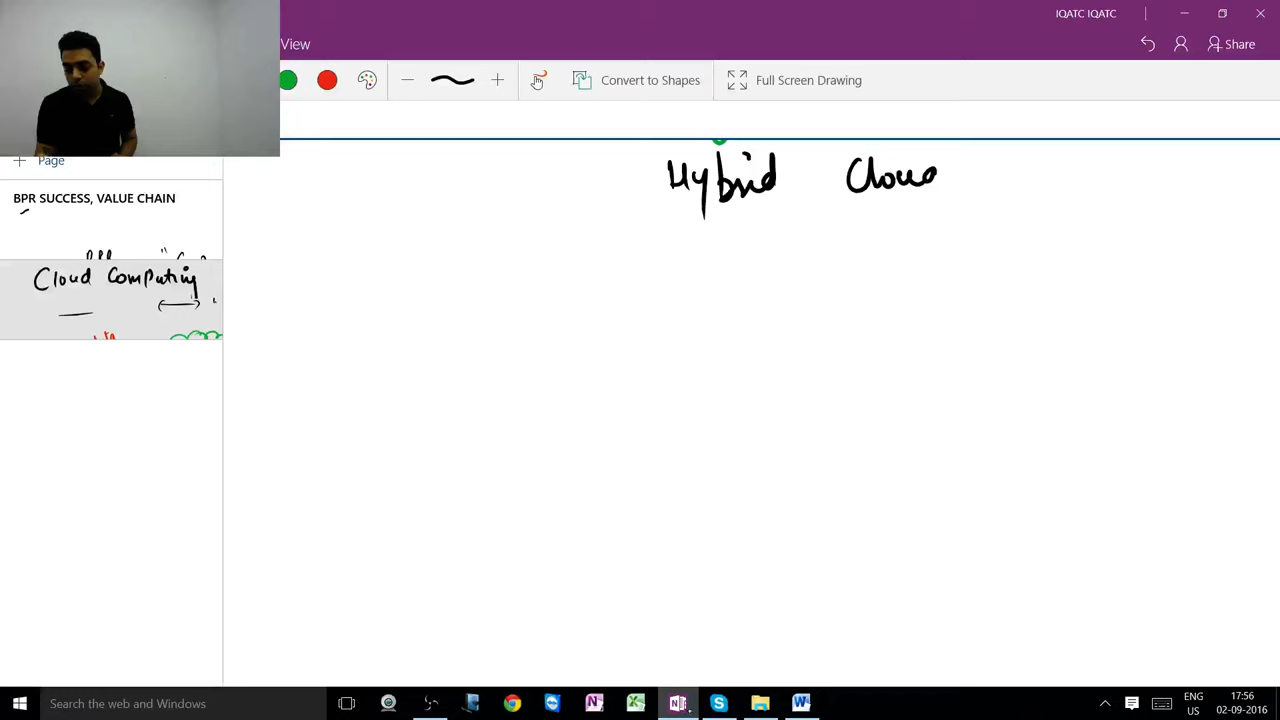 IQATC IQATC
View
Share
Convert to Shapes
Full Screen Drawing
+ Page
Hybrid Cloud
BPR SUCCESS, VALUE CHAIN
Cloud Computing
Search the web and Windows
ENG
US
17:56
02-09-2016